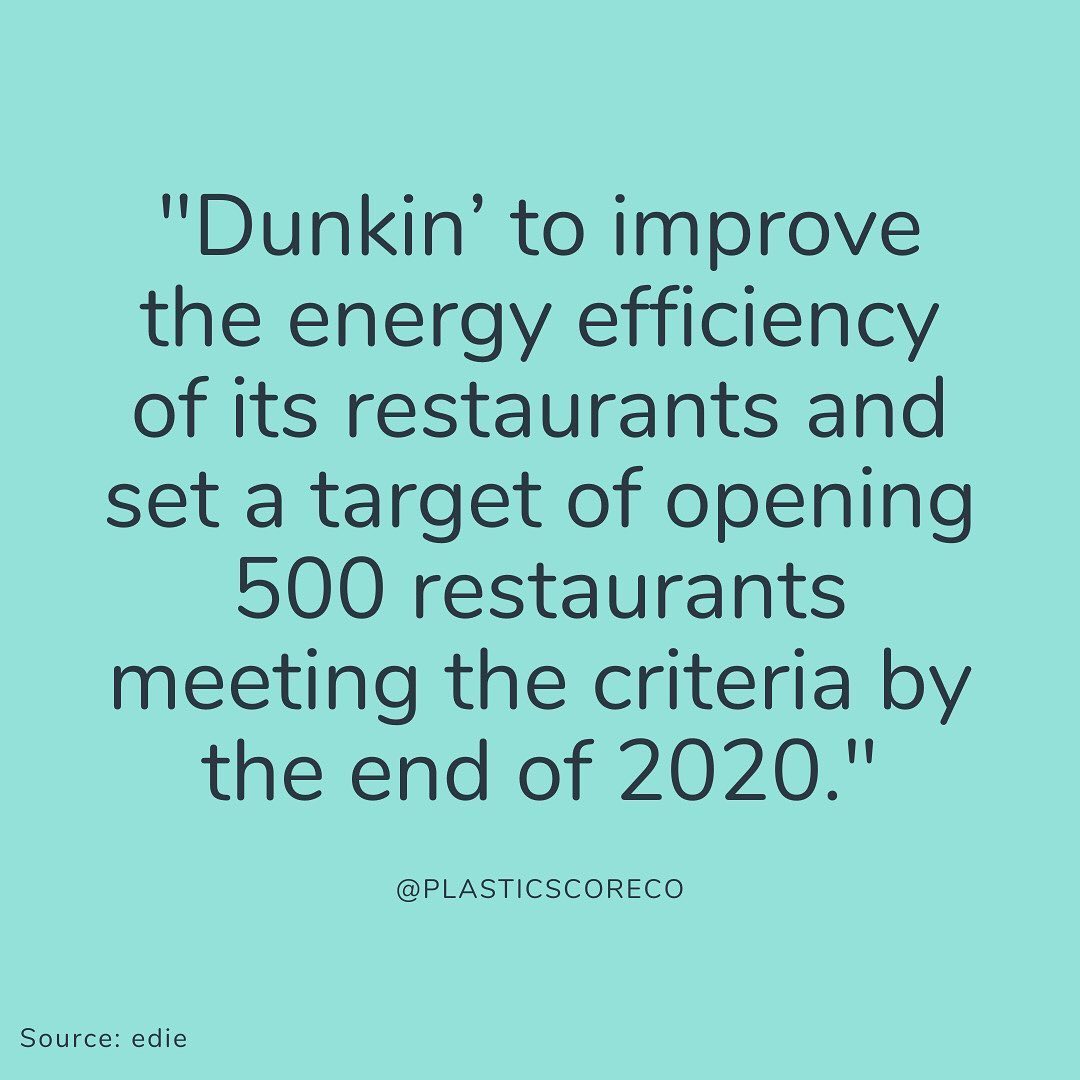 "Dunkin’ to improve
the energy efficiency
of its restaurants and
set a target of opening
500 restaurants
meeting the criteria by
the end of 2020."
@PLASTICSCORECO
Source: edie